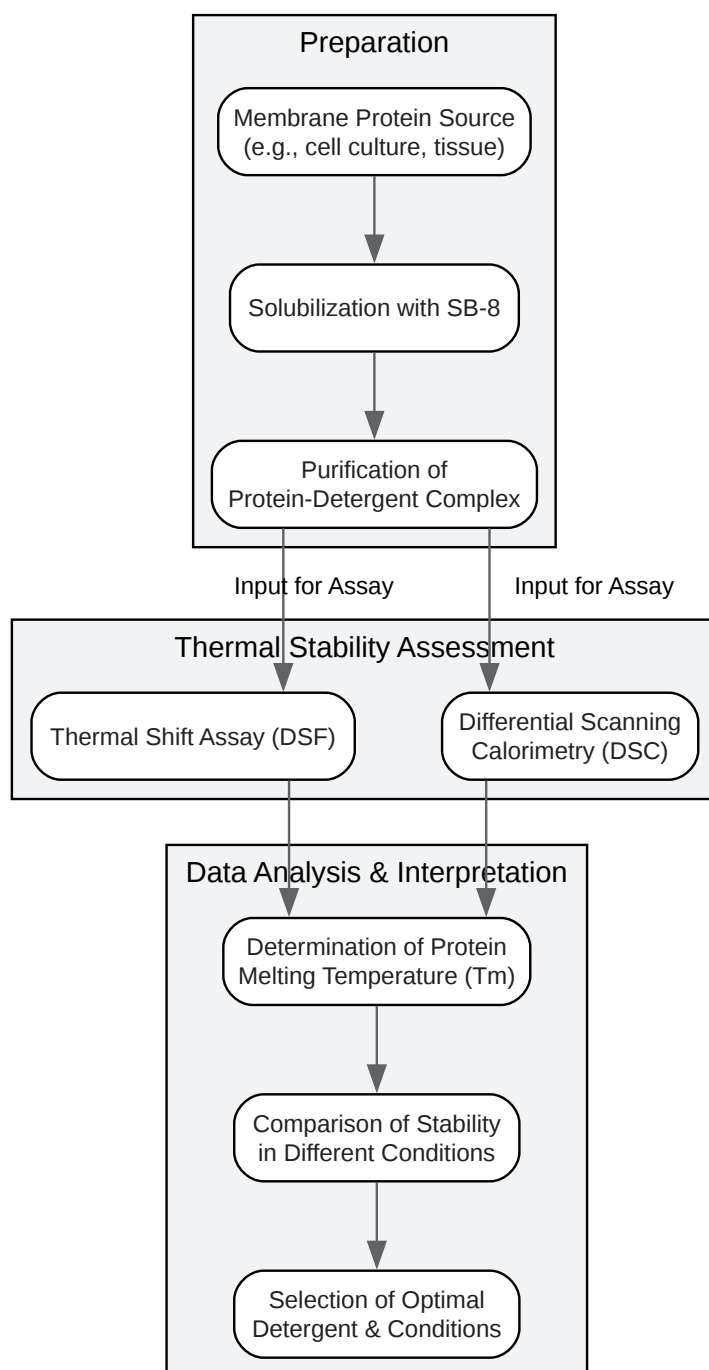 Preparation
Membrane Protein Source
(e.g., cell culture, tissue)
Solubilization with SB-8
Purification of
Protein-Detergent Complex
Input for Assay
Input for Assay
Thermal Stability Assessment
Thermal Shift Assay (DSF)
Differential Scanning
Calorimetry (DSC)
Data Analysis & Interpretation
Determination of Protein
Melting Temperature (Tm)
Comparison of Stability
in Different Conditions
Selection of Optimal
Detergent & Conditions